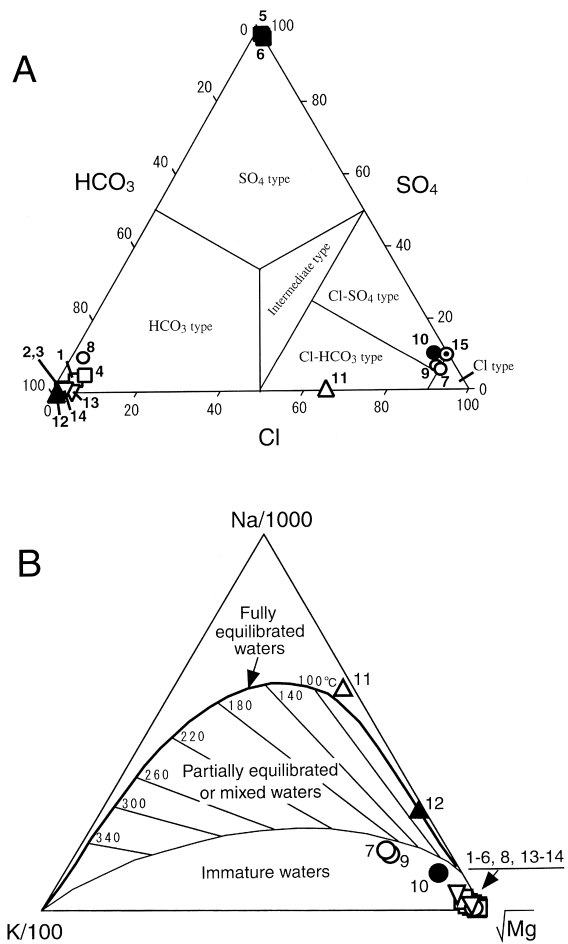 A
5
0 100
6
20
80
40
60
HCO₃
SO₄ type
SO₄
60
40
Intermediate type
Cl-SO₄ type
80
20
HCO₃ type
10
15
2,3
1
8
4
Cl-HCO₃ type
9
7
Cl type
11
100
0
0
20
40
60
80
100
12
14
13
Cl
B
Na/1000
Fully
equilibrated
waters
100°C
11
140
180
220
260
Partially equilibrated
or mixed waters
300
12
340
7
9
1-6, 8, 13-14
Immature waters
10
K/100
√Mg